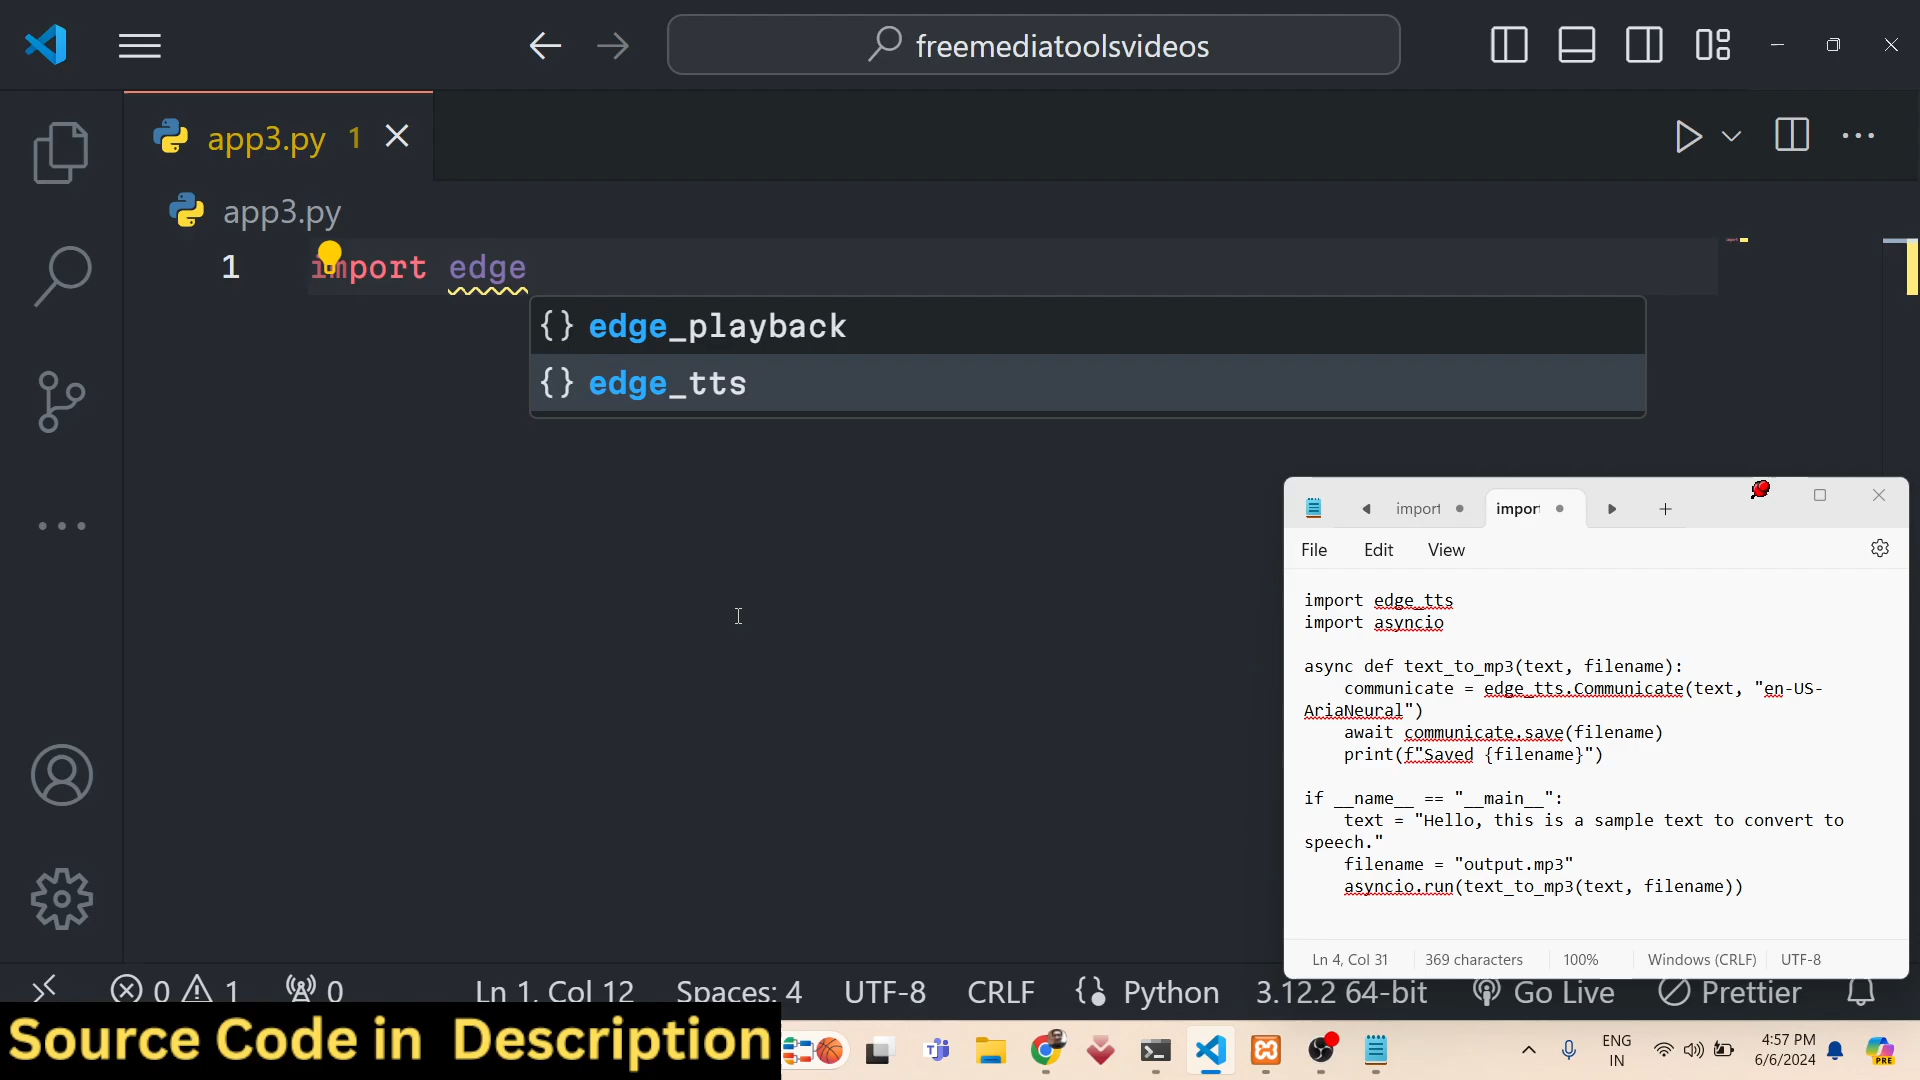 freemediatoolsvideos
app3.py 1
app3.py
1 import edge
{} edge_playback
{} edge_tts
import
import
File Edit View
import edge_tts
import asyncio
async def text_to_mp3(text, filename):
communicate = edge_tts.Communicate(text, "en-US-
AriaNeural")
await communicate.save(filename)
print(f"Saved {filename}")
if __name__ == "__main__":
text = "Hello, this is a sample text to convert to
speech."
filename = "output.mp3"
asyncio.run(text_to_mp3(text, filename))
Ln 4, Col 31 369 characters 100% Windows (CRLF) UTF-8
0 1 0 Ln 1, Col 12 Spaces: 4 UTF-8 CRLF {} Python 3.12.2 64-bit Go Live Prettier
Source Code in Description
ENG
IN
4:57 PM
6/6/2024
PRE